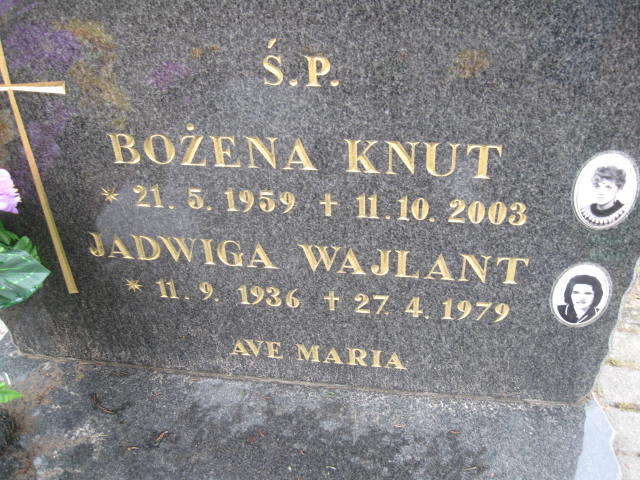 Ś.P.
BOŻENA KNUT
* 21. 5. 1959 + 11. 10. 2003
JADWIGA WAJLANT
* 11. 9. 1936 + 27. 4. 1979
AVE MARIA